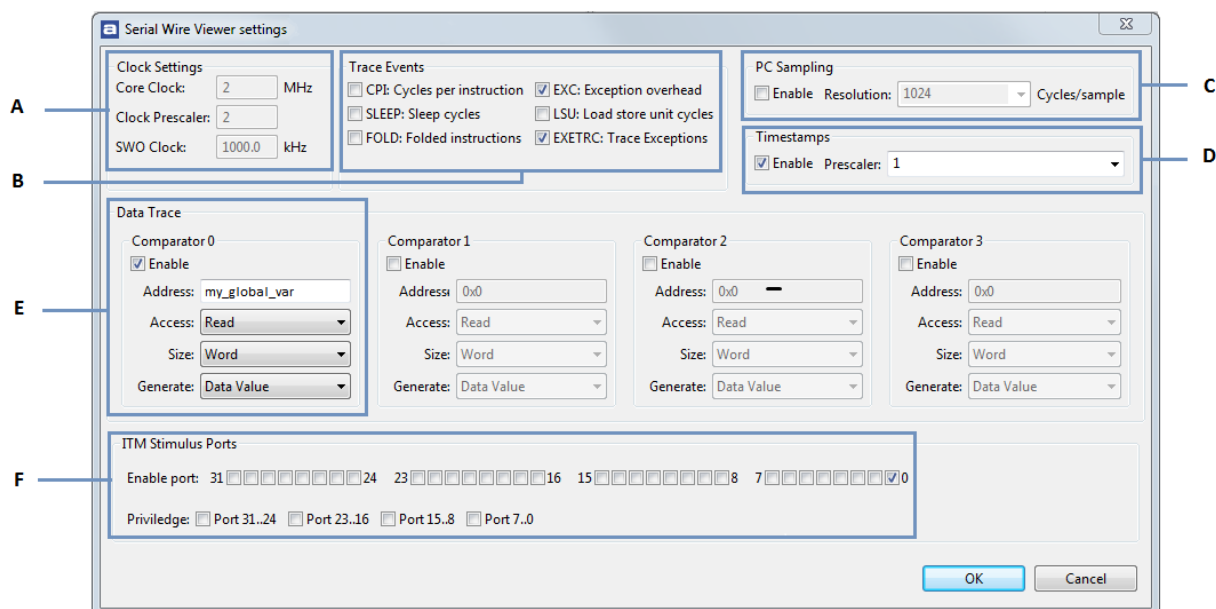 a Serial Wire Viewer settings
Clock Settings
Core Clock: 2 MHz
Clock Prescaler: 2
SWO Clock: 1000.0 kHz
A
Trace Events
CPI: Cycles per instruction EXC: Exception overhead
SLEEP: Sleep cycles LSU: Load store unit cycles
FOLD: Folded instructions EXETRC: Trace Exceptions
B
PC Sampling
Enable Resolution: 1024 Cycles/sample
C
Timestamps
Enable Prescaler: 1
D
Data Trace
Comparator 0
Enable
Address: my_global_var
Access: Read
Size: Word
Generate: Data Value
E
Comparator 1
Enable
Address: 0x0
Access: Read
Size: Word
Generate: Data Value
Comparator 2
Enable
Address: 0x0
Access: Read
Size: Word
Generate: Data Value
Comparator 3
Enable
Address: 0x0
Access: Read
Size: Word
Generate: Data Value
ITM Stimulus Ports
Enable port: 31 24 23 16 15 8 7 0
F
Priviledge: Port 31..24 Port 23..16 Port 15..8 Port 7..0
OK Cancel